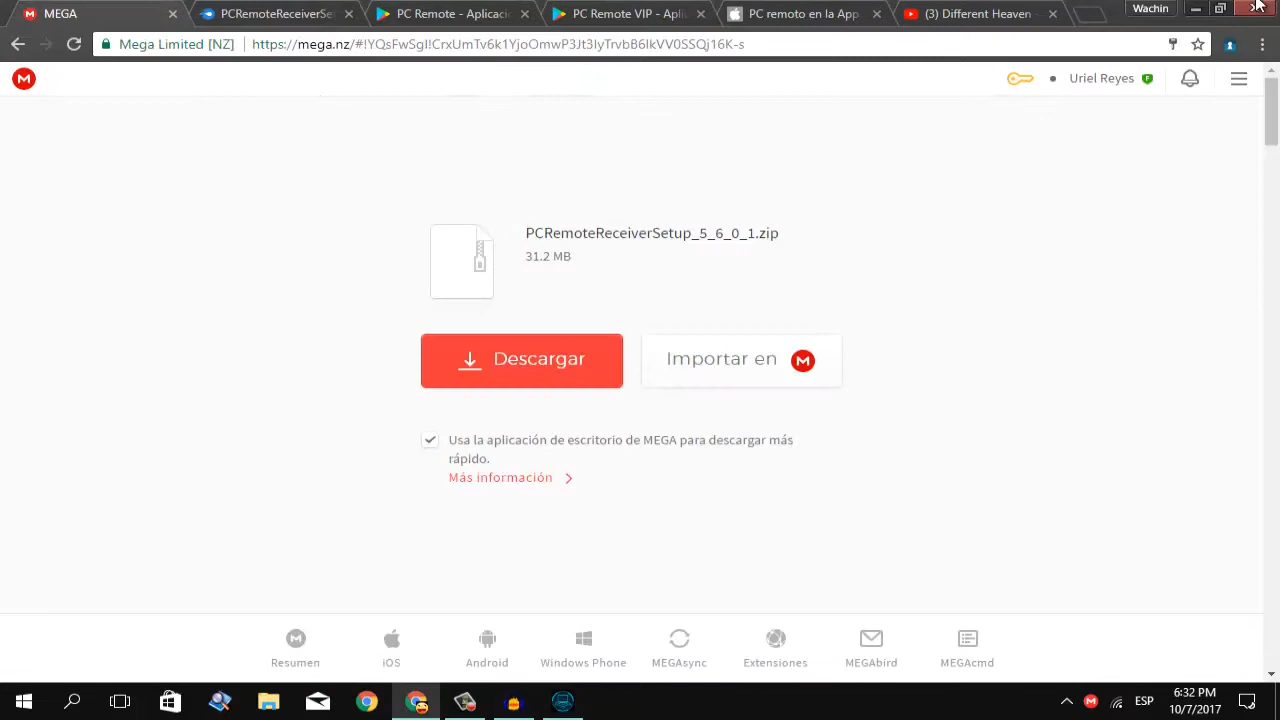 MEGA
PCRemoteReceiverSe
PC Remote - Aplicac
PC Remote VIP - Apli
PC remoto en la App
(3) Different Heaven -
Wachin
Mega Limited [NZ]
https://mega.nz/#!YQsFwSgI!CrxUmTv6k1YjoOmwP3Jt3IyTrvbB6IkVV0SSQj16K-s
Uriel Reyes
PCRemoteReceiverSetup_5_6_0_1.zip
31.2 MB
Descargar
Importar en
Usa la aplicación de escritorio de MEGA para descargar más
rápido.
Más información
Resumen
iOS
Android
Windows Phone
MEGAsync
Extensiones
MEGAbird
MEGAcmd
ESP
6:32 PM
10/7/2017